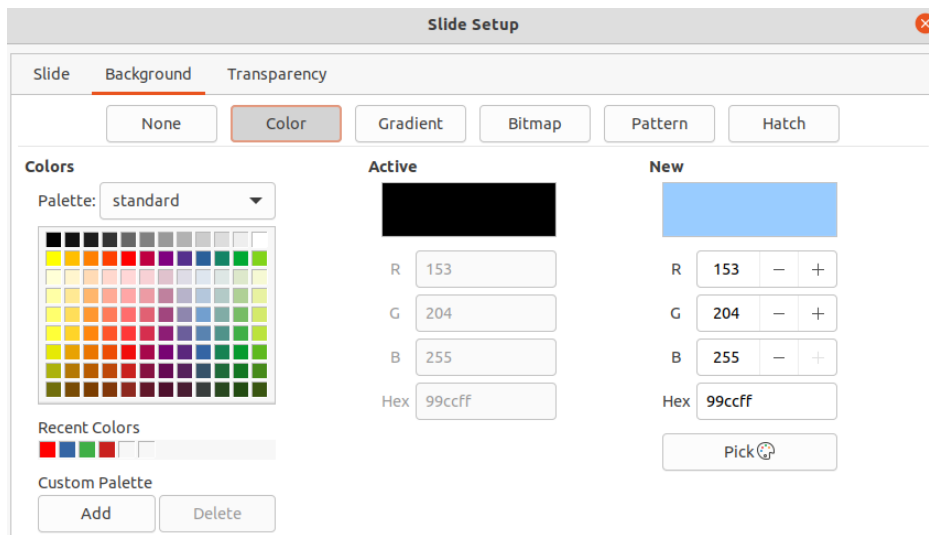 Slide Setup
Slide Background Transparency
None Color Gradient Bitmap Pattern Hatch
Colors
Palette: standard
Recent Colors
Custom Palette
Add Delete
Active
R 153
G 204
B 255
Hex 99ccff
New
R 153 − +
G 204 − +
B 255 − +
Hex 99ccff
Pick